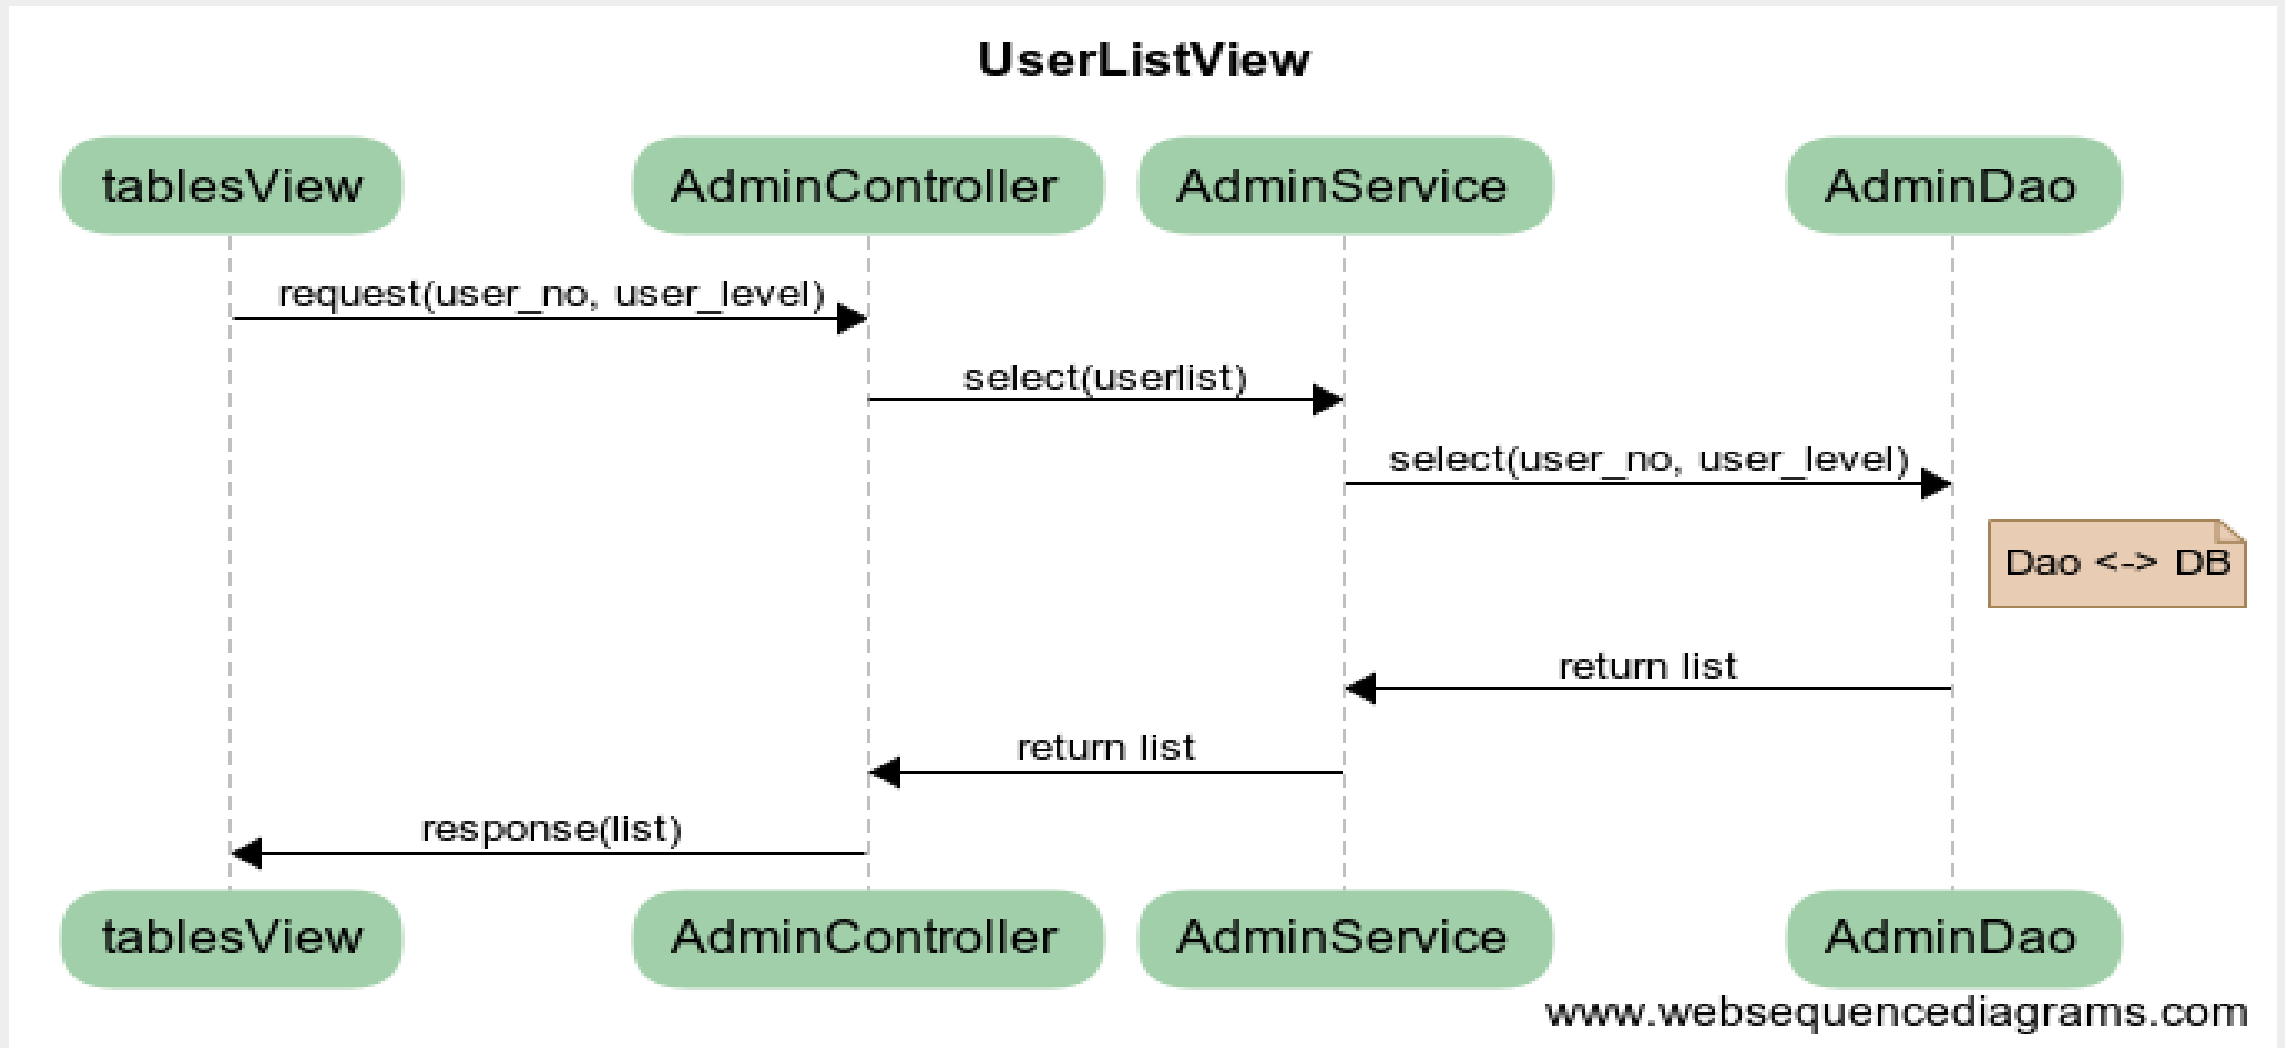 UserListView
tablesView
AdminController
AdminService
AdminDao
request(user_no, user_level)
select(userlist)
select(user_no, user_level)
Dao <-> DB
return list
return list
response(list)
tablesView
AdminController
AdminService
AdminDao
www.websequencediagrams.com